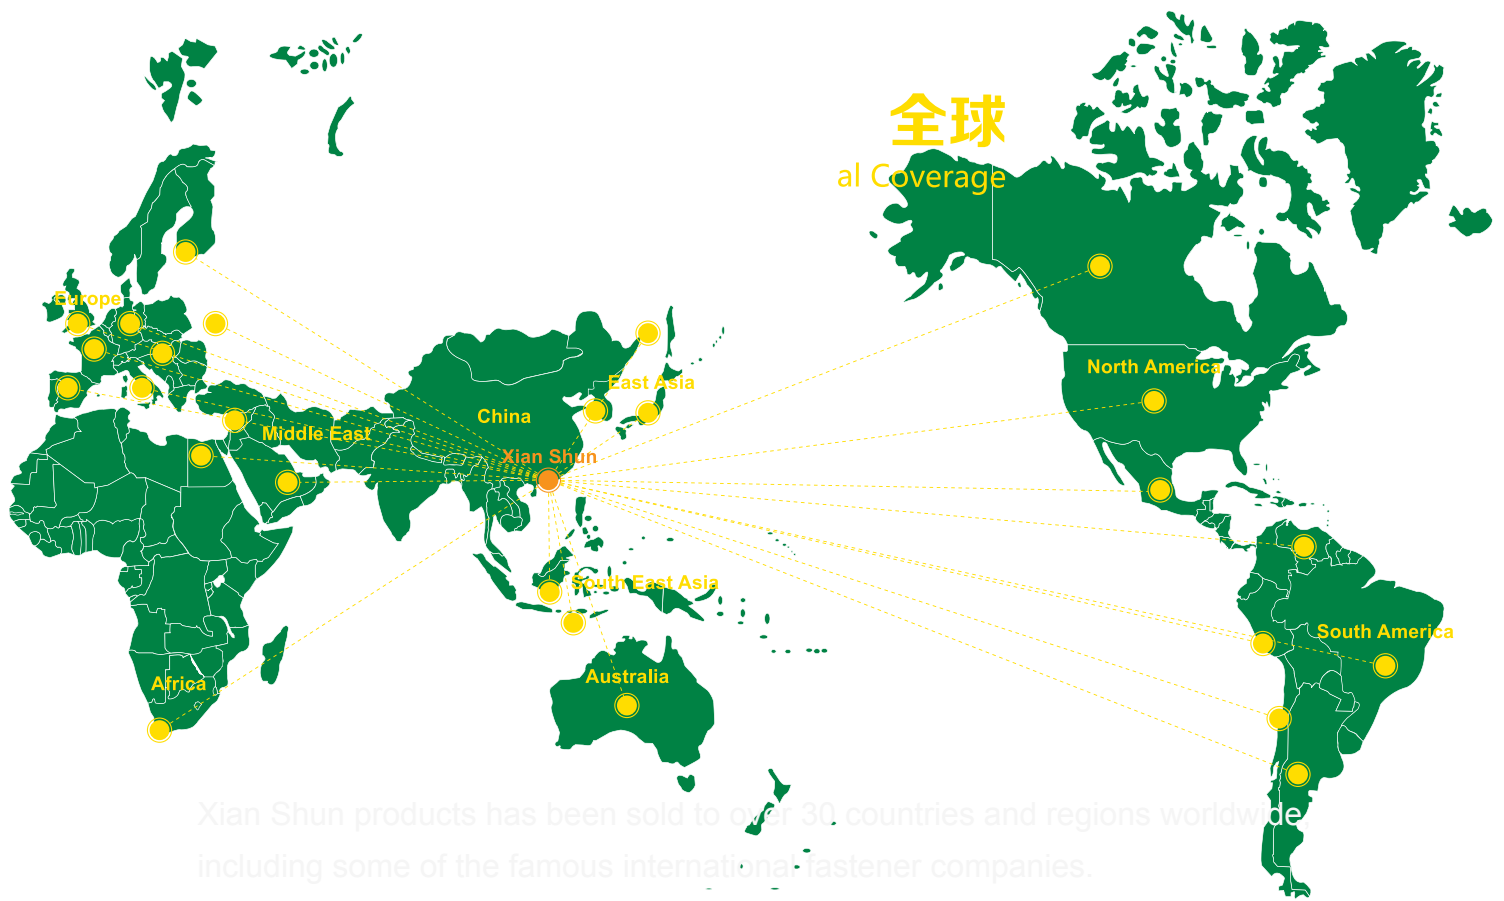 全球
al Coverage
Europe
North America
East Asia
China
Middle East
Xian Shun
South East Asia
South America
Australia
Africa
Xian Shun products has been sold to over 30 countries and regions worldwide,
including some of the famous international fastener companies.